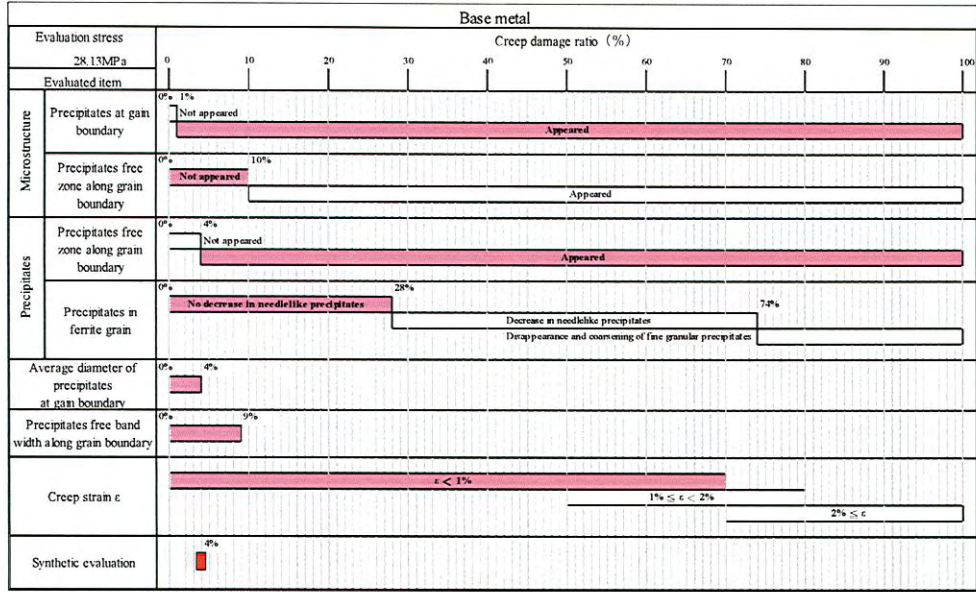 Base metal
Evaluation stress
28.13MPa
Creep damage ratio (%)
0 10 20 30 40 50 60 70 80 90 100
Evaluated item
Microstructure
Precipitates at gain
boundary
0% 1%
Not appeared
Appeared
Precipitates free
zone along grain
boundary
0% 10%
Not appeared
Appeared
Precipitates
Precipitates free
zone along grain
boundary
0% 4%
Not appeared
Appeared
Precipitates in
ferrite grain
0% 28% 74%
No decrease in needlelike precipitates
Decrease in needlelike precipitates
Disappearance and coarsening of fine granular precipitates
Average diameter of
precipitates
at gain boundary
0% 4%
Precipitates free band
width along grain boundary
0% 9%
Creep strain ε
ε < 1%
1% ≤ ε < 2%
2% ≤ ε
Synthetic evaluation
4%